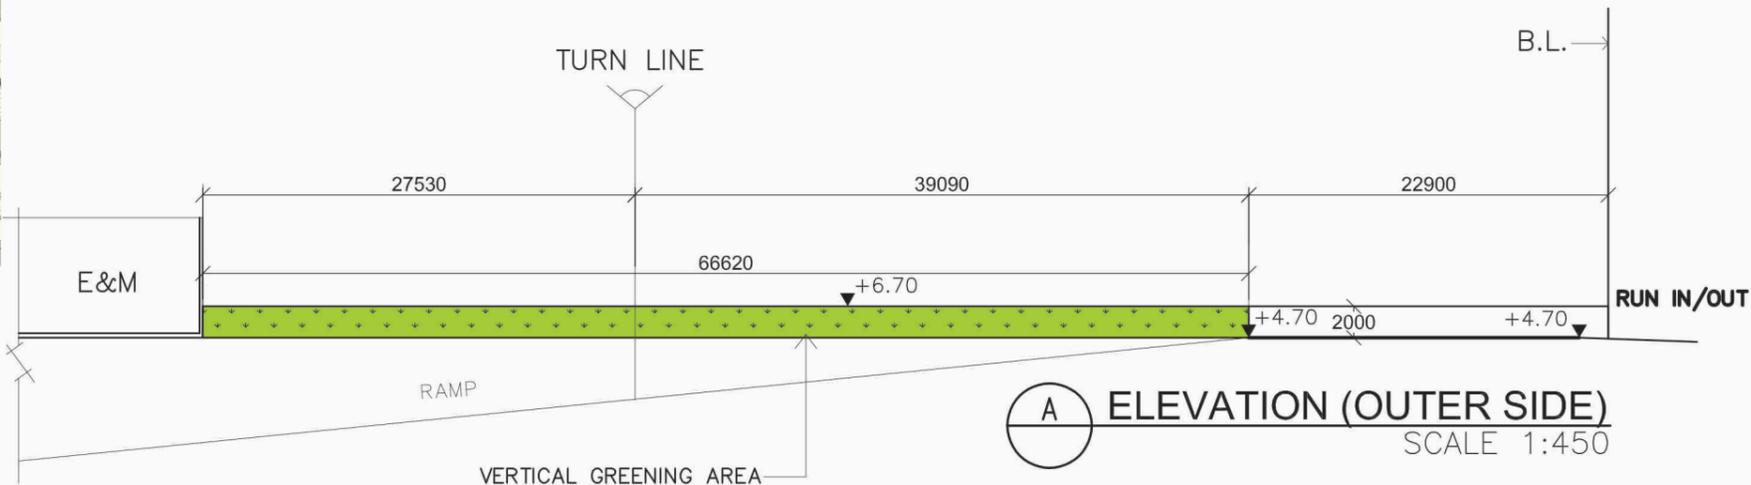 B.L.
TURN LINE
27530
39090
22900
66620
E&M
+6.70
RUN IN/OUT
+4.70
2000
+4.70
RAMP
A
ELEVATION (OUTER SIDE)
SCALE 1:450
VERTICAL GREENING AREA